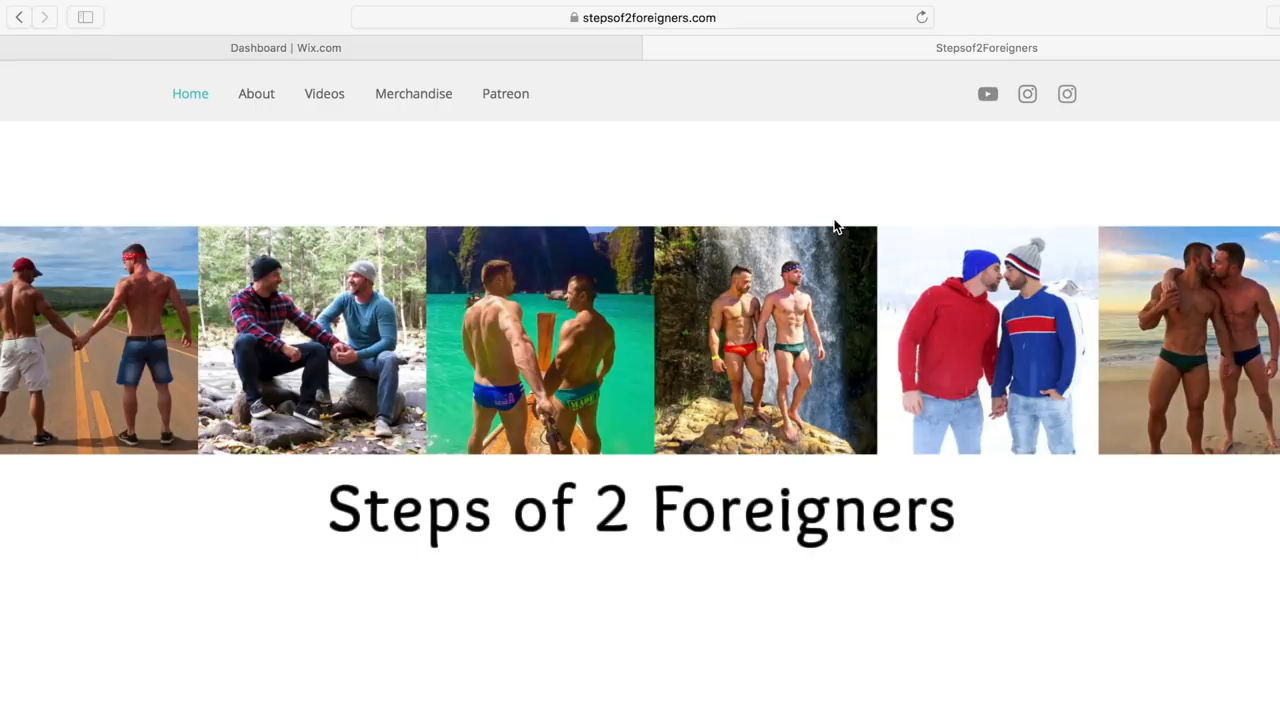 stepsof2foreigners.com
Dashboard | Wix.com
Stepsof2Foreigners
Home About Videos Merchandise Patreon
Steps of 2 Foreigners